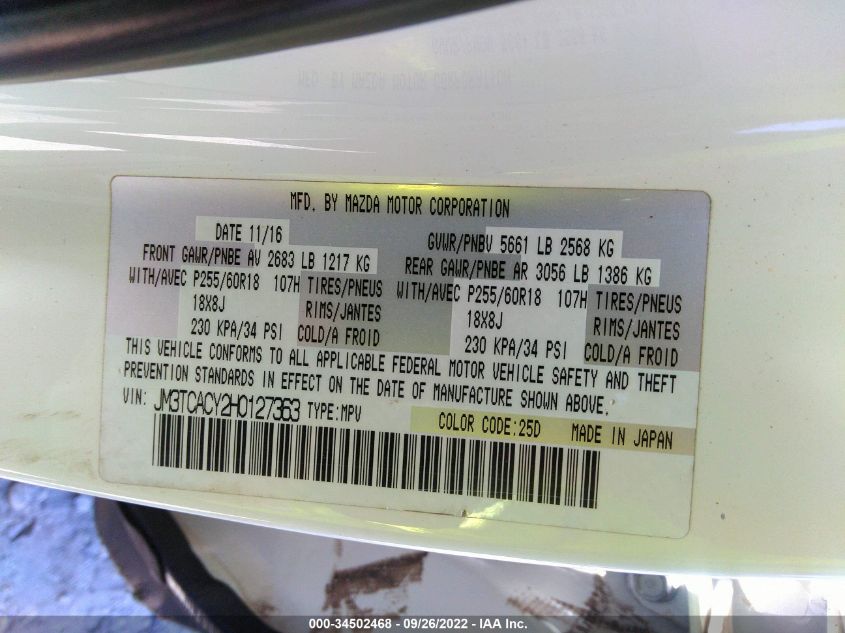 MFD. BY MAZDA MOTOR CORPORATION
DATE 11/16 GVWR/PNBV 5661 LB 2568 KG
FRONT GAWR/PNBE AV 2683 LB 1217 KG REAR GAWR/PNBE AR 3056 LB 1386 KG
WITH/AVEC P255/60R18 107H TIRES/PNEUS WITH/AVEC P255/60R18 107H TIRES/PNEUS
18X8J RIMS/JANTES 18X8J RIMS/JANTES
230 KPA/34 PSI COLD/A FROID 230 KPA/34 PSI COLD/A FROID
THIS VEHICLE CONFORMS TO ALL APPLICABLE FEDERAL MOTOR VEHICLE SAFETY AND THEFT
PREVENTION STANDARDS IN EFFECT ON THE DATE OF MANUFACTURE SHOWN ABOVE.
VIN: JM3TCACY2H0127363 TYPE:MPV COLOR CODE:25D MADE IN JAPAN
000-34502468 - 09/26/2022 - IAA Inc.